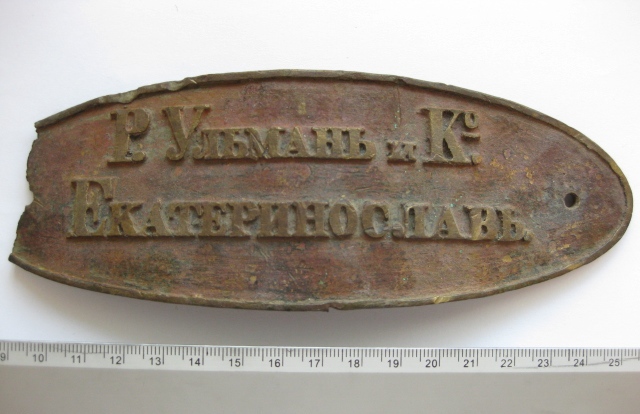 Р. Ульманъ и Кº.
Екатеринославъ.
9 10 11 12 13 14 15 16 17 18 19 20 21 22 23 24 25